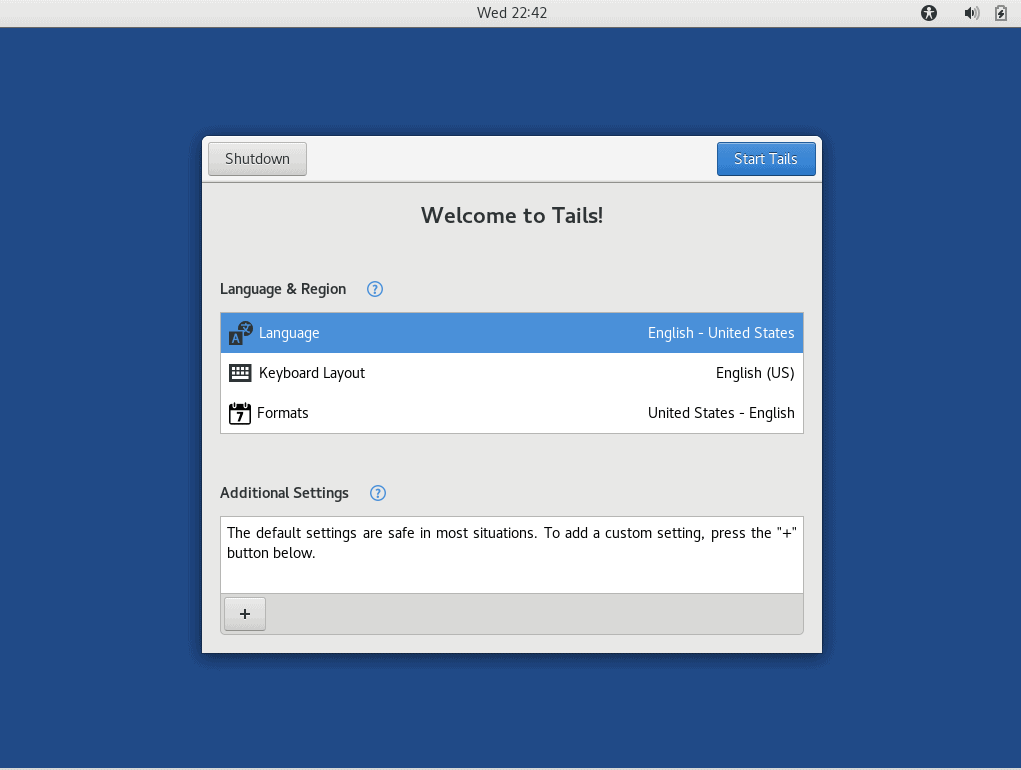 Wed 22:42
Shutdown
Start Tails
Welcome to Tails!
Language & Region ?
A Language English - United States
Keyboard Layout English (US)
7 Formats United States - English
Additional Settings ?
The default settings are safe in most situations. To add a custom setting, press the "+"
button below.
+